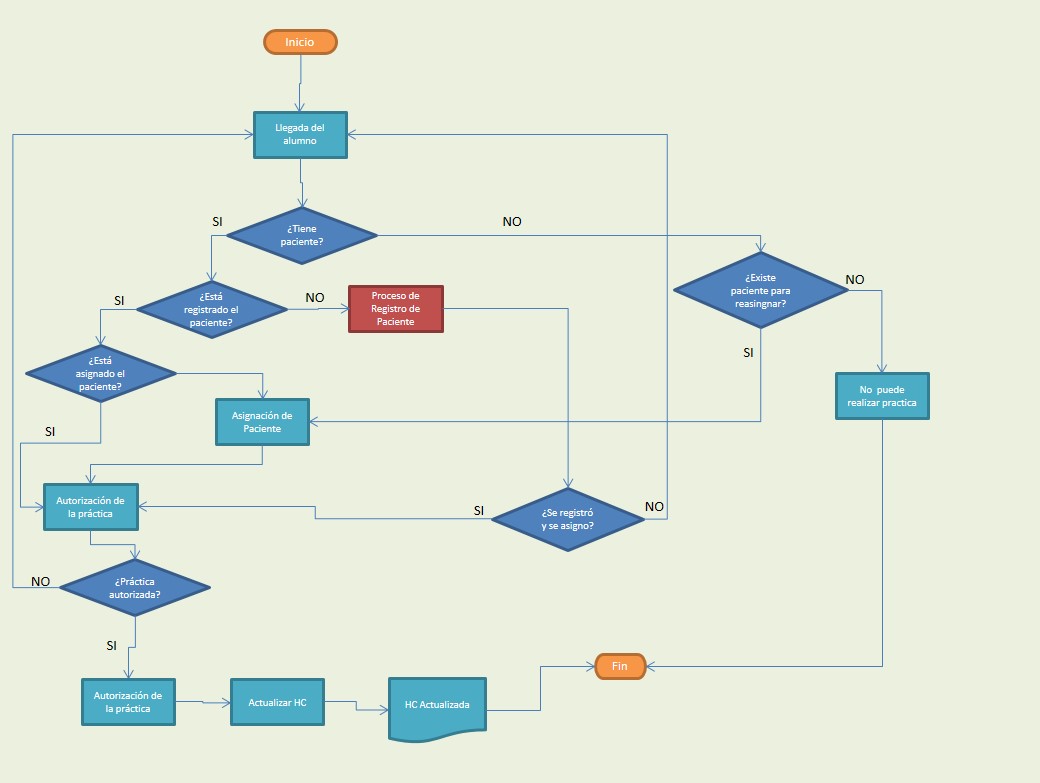 Inicio
Llegada del
alumno
¿Tiene
paciente?
SI
NO
¿Está
registrado el
paciente?
SI
NO
Proceso de
Registro de
Paciente
¿Existe
paciente para
reasingnar?
NO
SI
¿Está
asignado el
paciente?
No puede
realizar practica
Asignación de
Paciente
SI
Autorización de
la práctica
SI
¿Se registró
y se asigno?
NO
NO
¿Práctica
autorizada?
SI
Fin
Autorización de
la práctica
Actualizar HC
HC Actualizada